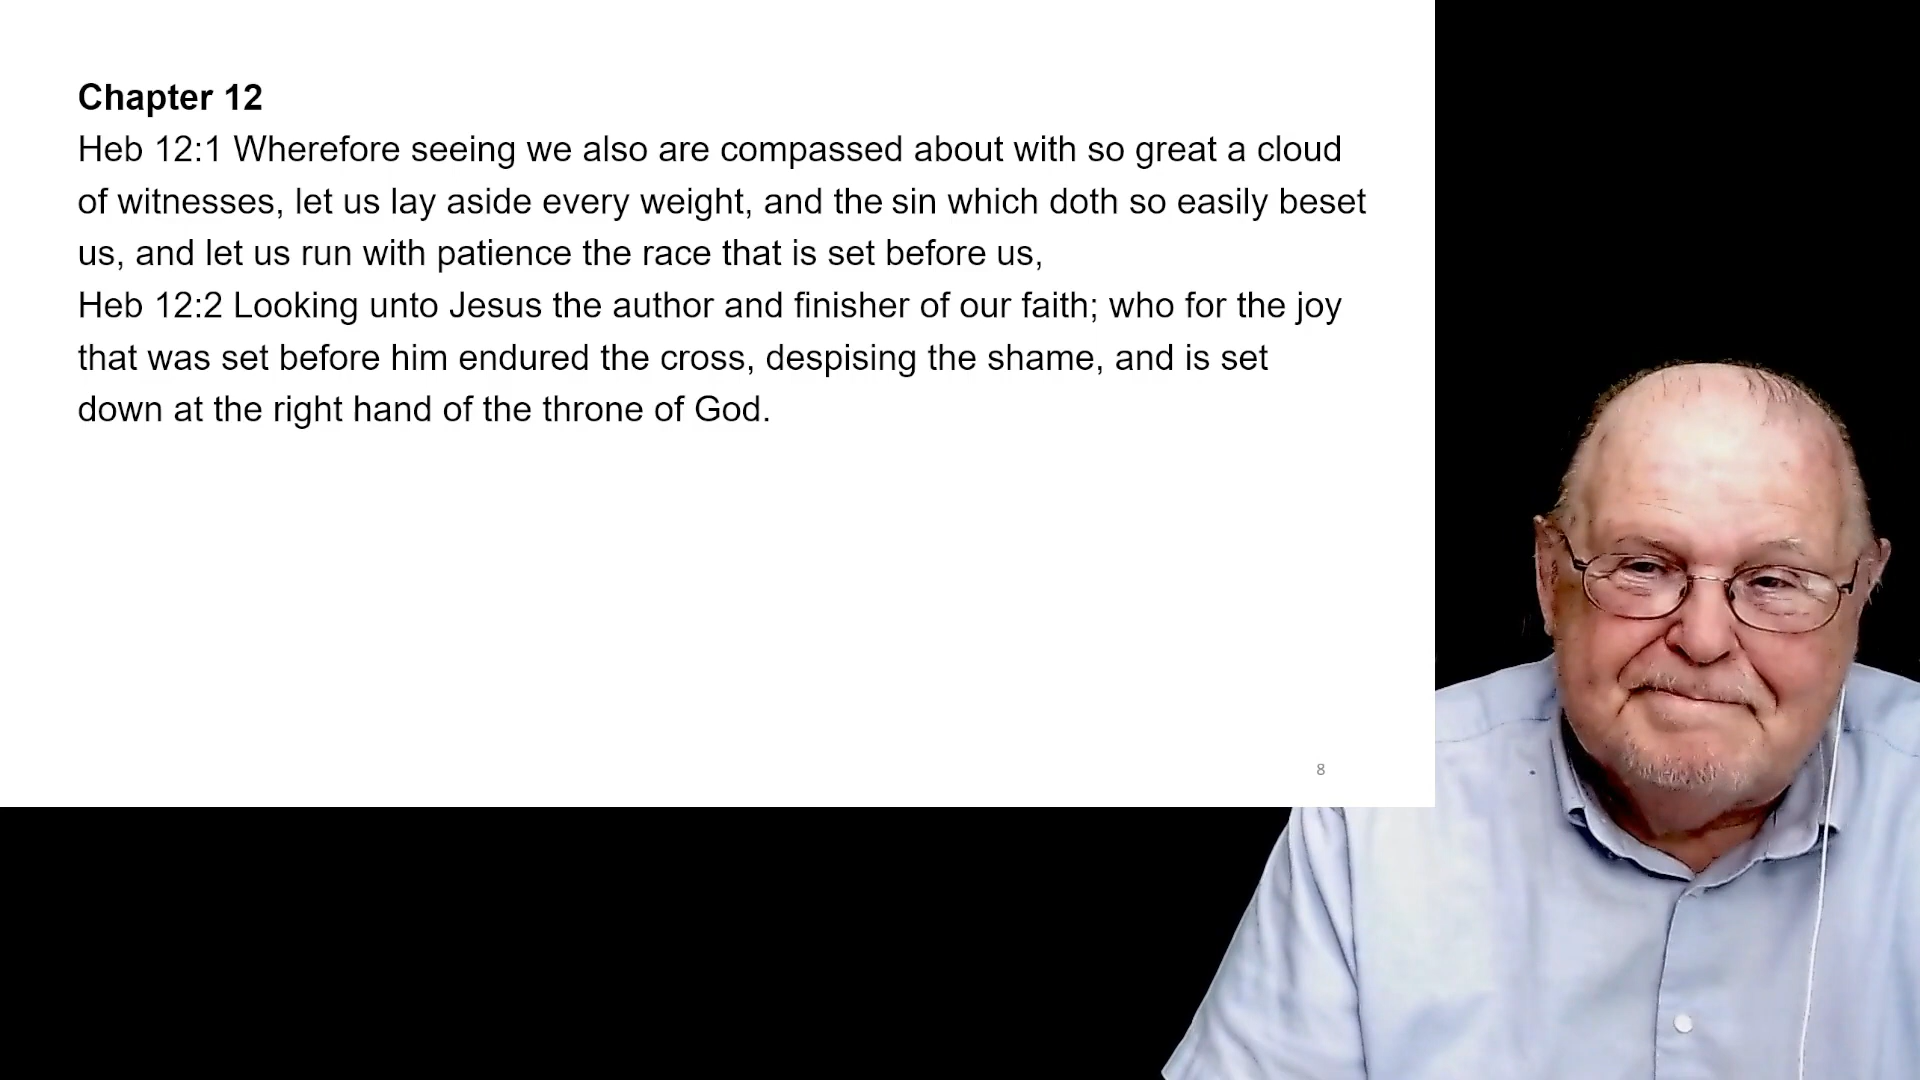 Chapter 12
Heb 12:1 Wherefore seeing we also are compassed about with so great a cloud
of witnesses, let us lay aside every weight, and the sin which doth so easily beset
us, and let us run with patience the race that is set before us,
Heb 12:2 Looking unto Jesus the author and finisher of our faith; who for the joy
that was set before him endured the cross, despising the shame, and is set
down at the right hand of the throne of God.
8